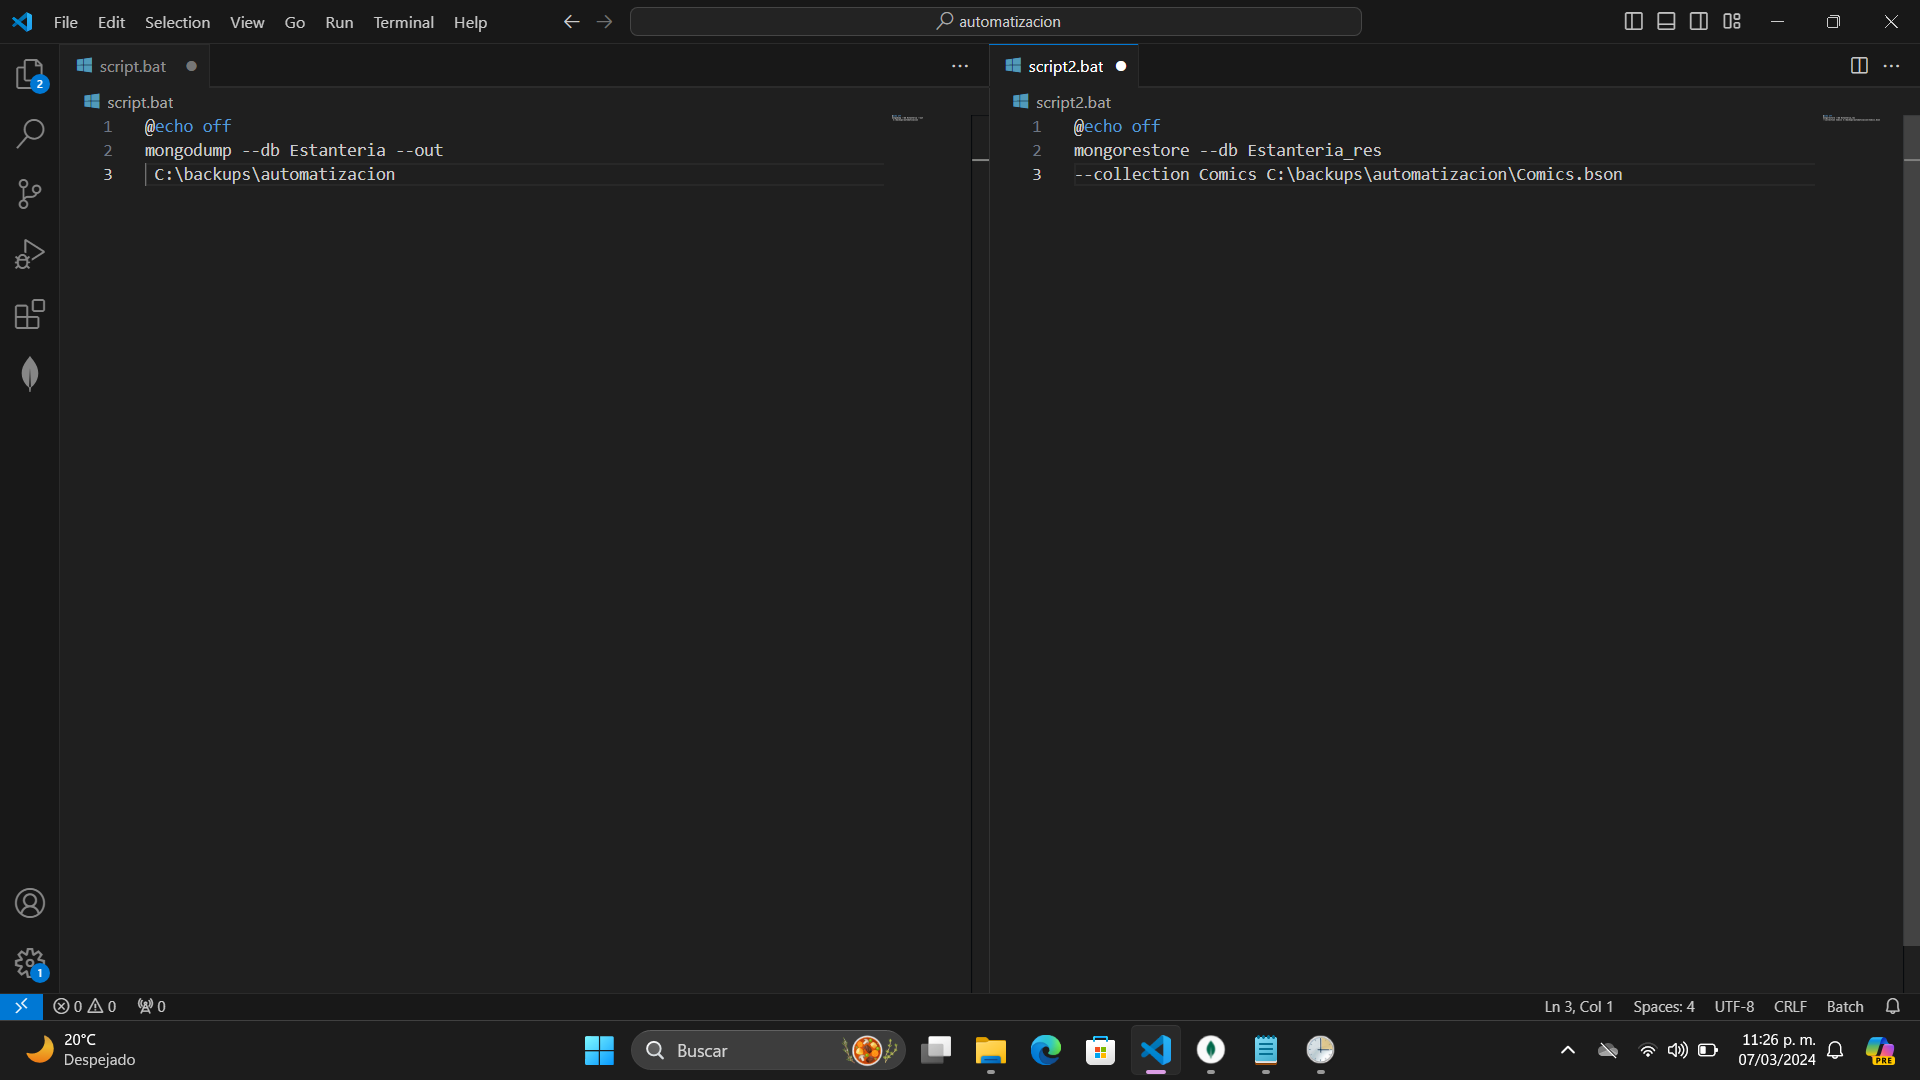 File Edit Selection View Go Run Terminal Help
automatizacion
2
script.bat
script.bat
1 @echo off
2 mongodump --db Estanteria --out
3  C:\backups\automatizacion
script2.bat
script2.bat
1 @echo off
2 mongorestore --db Estanteria_res
3 --collection Comics C:\backups\automatizacion\Comics.bson
1
0 0 0
Ln 3, Col 1 Spaces: 4 UTF-8 CRLF Batch
20°C
Despejado
Buscar
11:26 p. m.
07/03/2024
PRE